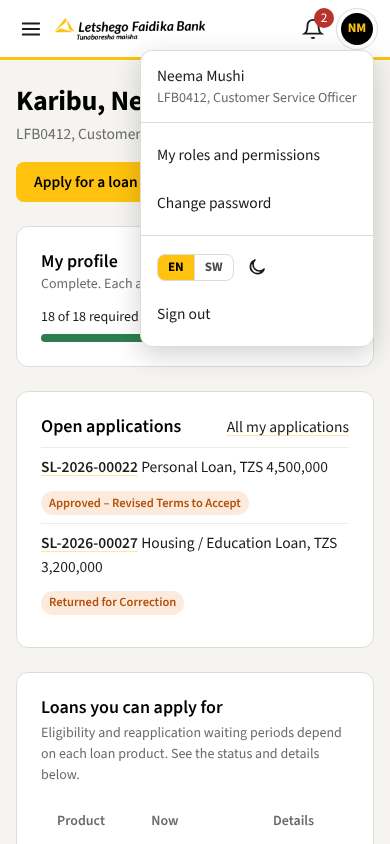 Letshego Faidika Bank
Tunaboresha maisha
2
NM
Neema Mushi
LFB0412, Customer Service Officer
My roles and permissions
Change password
EN SW
Sign out
Karibu, Ne
LFB0412, Customer
Apply for a loan
My profile
Complete. Each a
18 of 18 required
Open applications
All my applications
SL-2026-00022 Personal Loan, TZS 4,500,000
Approved – Revised Terms to Accept
SL-2026-00027 Housing / Education Loan, TZS
3,200,000
Returned for Correction
Loans you can apply for
Eligibility and reapplication waiting periods depend
on each loan product. See the status and details
below.
Product Now Details